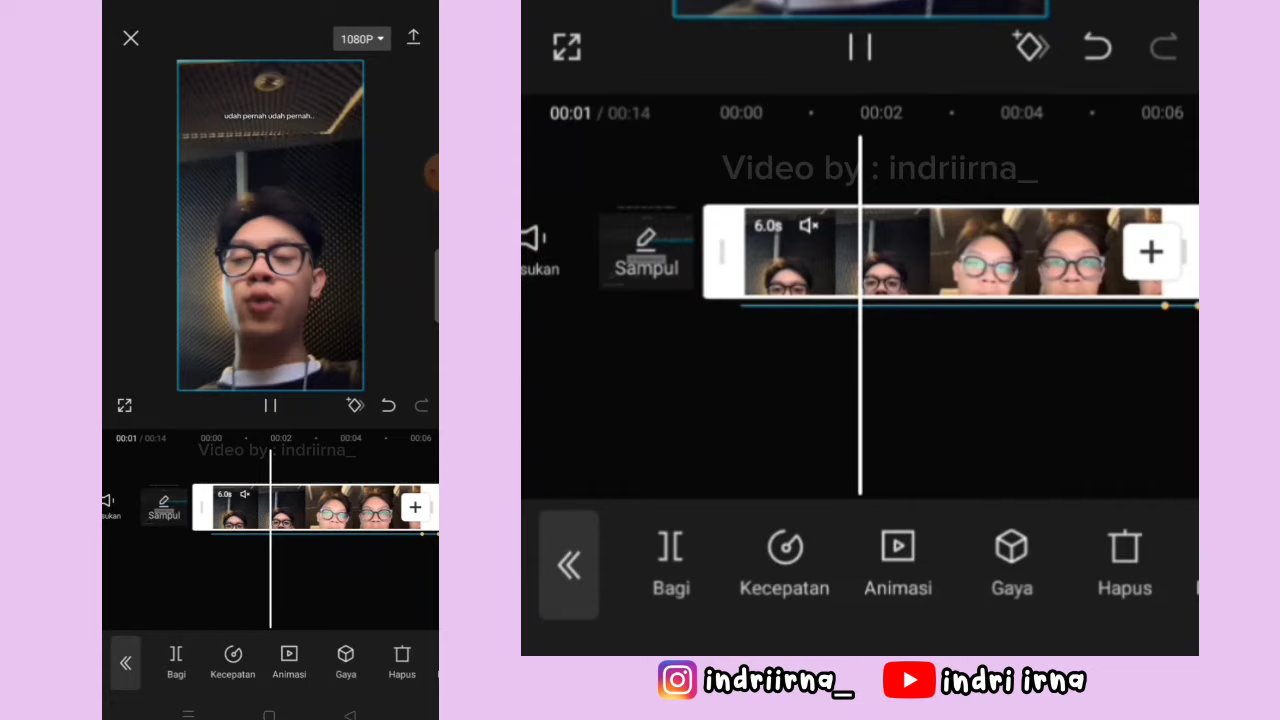 1080P
udah pernah udah pernah..
00:01 / 00:14
00:00
00:02
00:04
00:06
Video by : indriirna_
sukan
Sampul
6.0s
Bagi
Kecepatan
Animasi
Gaya
Hapus
00:01 / 00:14
00:00
00:02
00:04
00:06
Video by : indriirna_
sukan
Sampul
6.0s
Bagi
Kecepatan
Animasi
Gaya
Hapus
indriirna_
indri irna